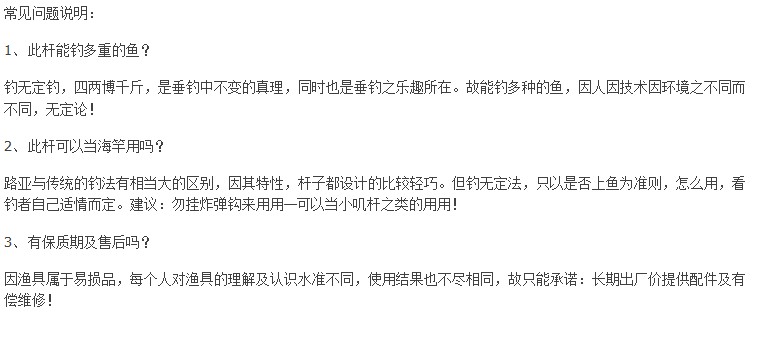 常见问题说明：
1、此杆能钓多重的鱼？
钓无定钓，四两博千斤，是垂钓中不变的真理，同时也是垂钓之乐趣所在。故能钓多种的鱼，因人因技术因环境之不同而
不同，无定论！
2、此杆可以当海竿用吗？
路亚与传统的钓法有相当大的区别，因其特性，杆子都设计的比较轻巧。但钓无定法，只以是否上鱼为准则，怎么用，看
钓者自己适情而定。建议：勿挂炸弹钩来用用一可以当小叽杆之类的用用！
3、有保质期及售后吗？
因渔具属于易损品，每个人对渔具的理解及认识水准不同，使用结果也不尽相同，故只能承诺：长期出厂价提供配件及有
偿维修！